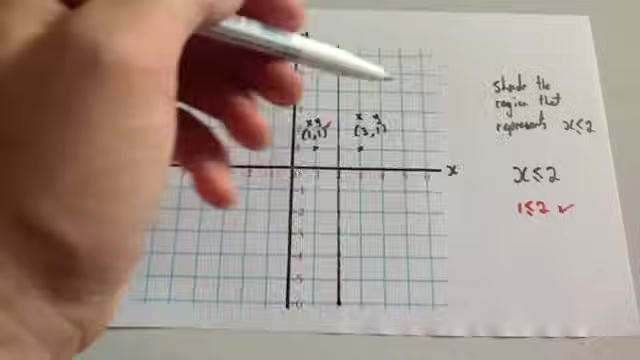 Shade the
region that
represents x≤2
x y
(1,1) ✓
x y
(3,1)
x
x≤2
1≤2 ✓